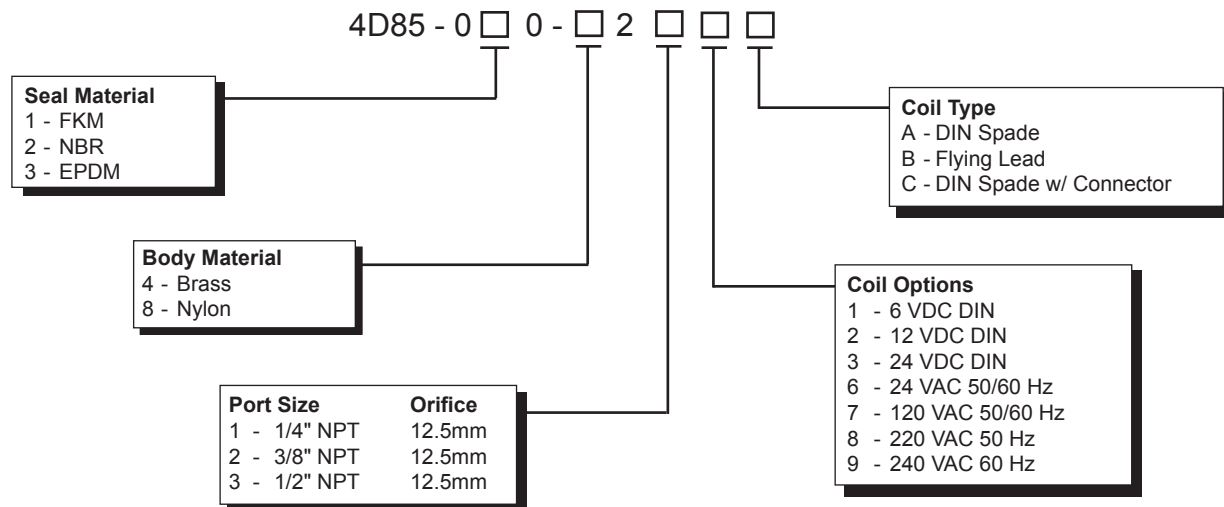 4D85 - 0 □ 0 - □ 2 □ □ □
Seal Material
1 - FKM
2 - NBR
3 - EPDM
Coil Type
A - DIN Spade
B - Flying Lead
C - DIN Spade w/ Connector
Body Material
4 - Brass
8 - Nylon
Coil Options
1 - 6 VDC DIN
2 - 12 VDC DIN
3 - 24 VDC DIN
6 - 24 VAC 50/60 Hz
7 - 120 VAC 50/60 Hz
8 - 220 VAC 50 Hz
9 - 240 VAC 60 Hz
Port Size Orifice
1 - 1/4" NPT 12.5mm
2 - 3/8" NPT 12.5mm
3 - 1/2" NPT 12.5mm